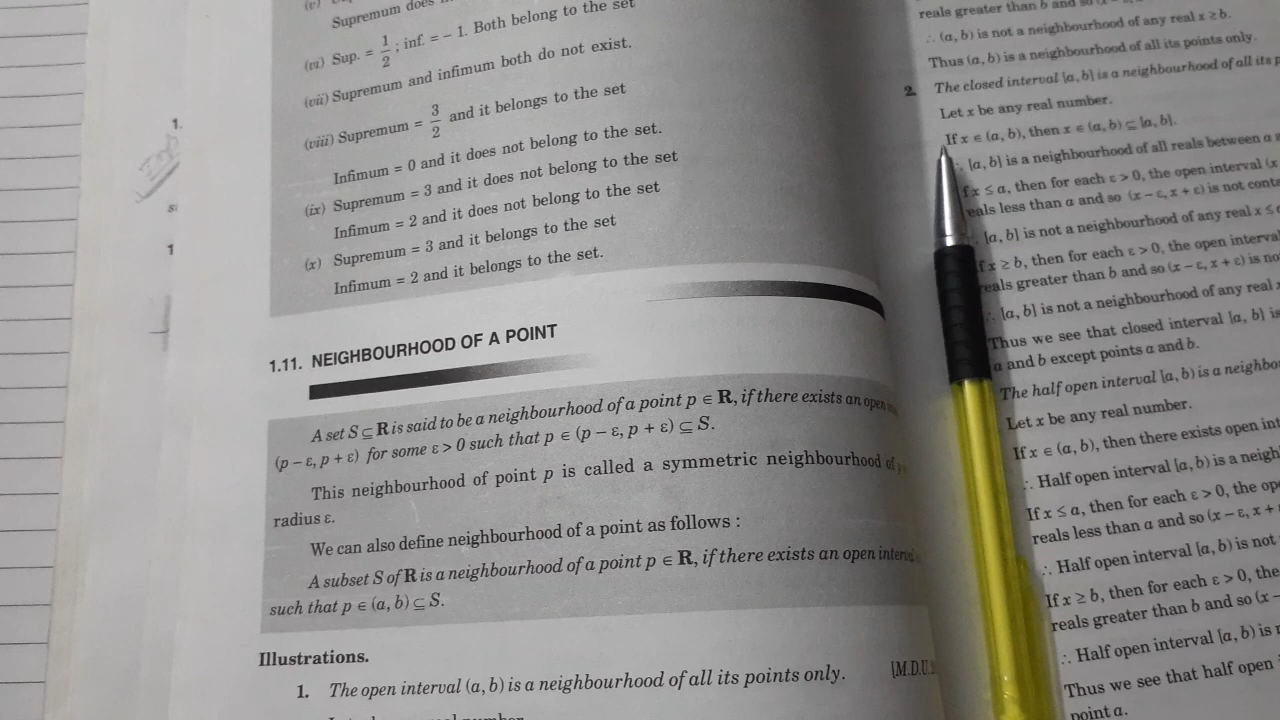 Supremum does
(vi) Sup. = 1/2 ; inf. = – 1. Both belong to the set
(vii) Supremum and infimum both do not exist.
(viii) Supremum = 3/2 and it belongs to the set
Infimum = 0 and it does not belong to the set.
(ix) Supremum = 3 and it does not belong to the set
Infimum = 2 and it does not belong to the set
(x) Supremum = 3 and it belongs to the set
Infimum = 2 and it belongs to the set.
1.11. NEIGHBOURHOOD OF A POINT
A set S ⊆ R is said to be a neighbourhood of a point p ∈ R, if there exists an open
(p – ε, p + ε) for some ε > 0 such that p ∈ (p – ε, p + ε) ⊆ S.
This neighbourhood of point p is called a symmetric neighbourhood of
radius ε.
We can also define neighbourhood of a point as follows :
A subset S of R is a neighbourhood of a point p ∈ R, if there exists an open
such that p ∈ (a, b) ⊆ S.
Illustrations.
1. The open interval (a, b) is a neighbourhood of all its points only. [M.D.U.
reals greater than b and so
∴ (a, b) is not a neighbourhood of any real x ≥ b.
Thus (a, b) is a neighbourhood of all its points only.
2. The closed interval [a, b] is a neighbourhood of all its
Let x be any real number.
If x ∈ (a, b), then x ∈ (a, b) ⊆ [a, b].
[a, b] is a neighbourhood of all reals between a
x ≤ a, then for each ε > 0, the open interval (x
less than a and so (x – ε, x + ε) is not
[a, b] is not a neighbourhood of any real x ≤
x ≥ b, then for each ε > 0, the open interval
reals greater than b and so (x – ε, x + ε) is
∴ [a, b] is not a neighbourhood of any real
Thus we see that closed interval [a, b] is
a and b except points a and b.
The half open interval [a, b) is a
Let x be any real number.
If x ∈ (a, b), then there exists open
∴ Half open interval [a, b) is a
If x ≤ a, then for each ε > 0, the
reals less than a and so (x – ε, x +
∴ Half open interval [a, b) is not
If x ≥ b, then for each ε > 0, the
reals greater than b and so (x –
∴ Half open interval [a, b) is
Thus we see that half open
point a.